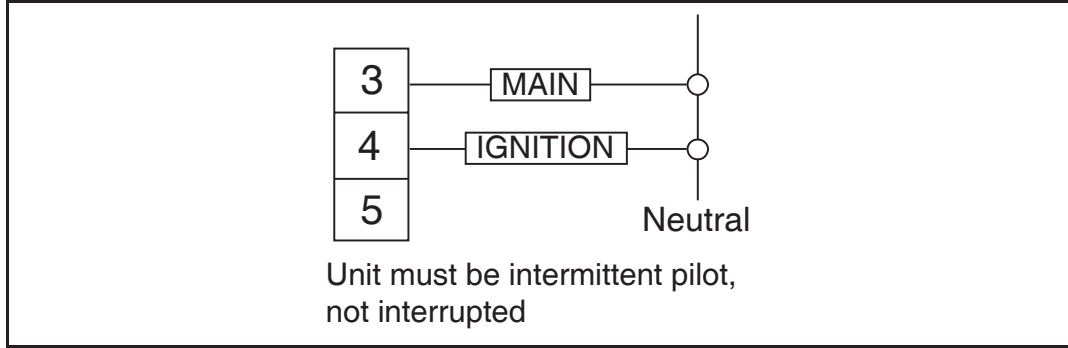 3 MAIN
4 IGNITION
5
Neutral
Unit must be intermittent pilot,
not interrupted